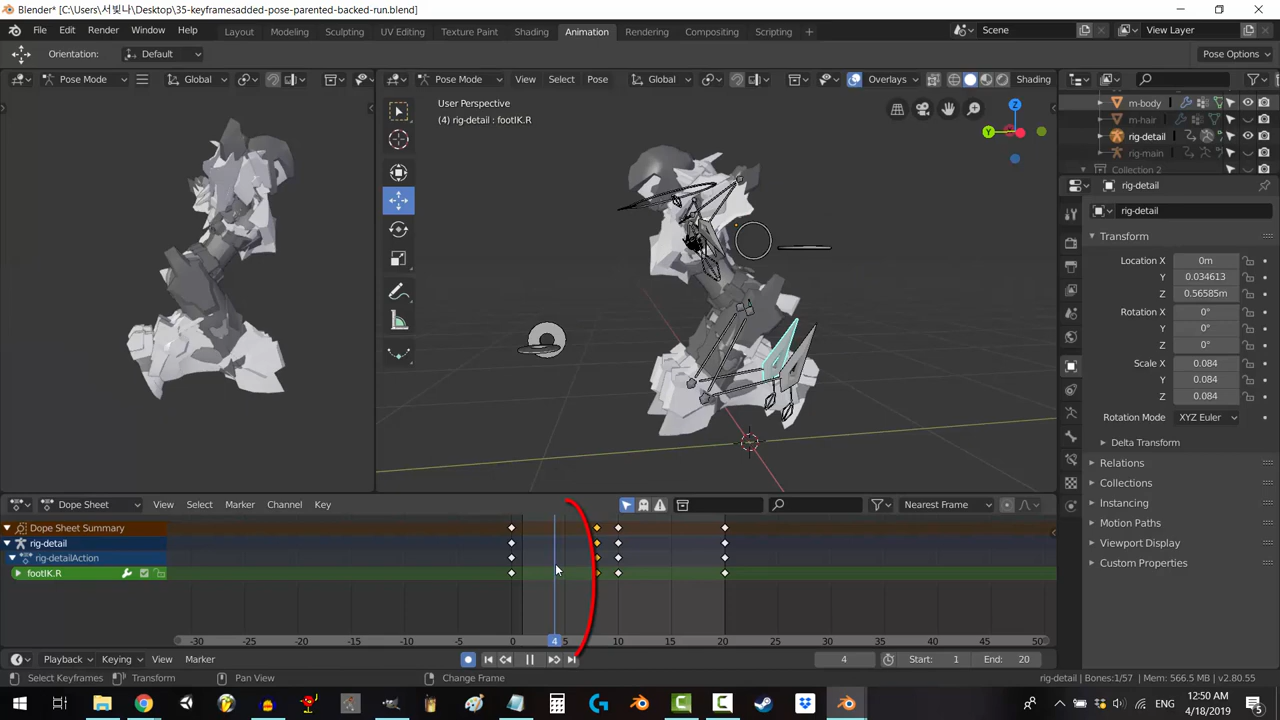 Blender* [C:\Users\서빛나\Desktop\35-keyframesadded-pose-parented-backed-run.blend]
File Edit Render Window Help Layout Modeling Sculpting UV Editing Texture Paint Shading Animation Rendering Compositing Scripting + Scene View Layer
Orientation: Default Pose Options
Pose Mode Global Pose Mode View Select Pose Global Overlays Shading
User Perspective
(4) rig-detail : footIK.R
Z
Y
m-body
m-hair
rig-detail
rig-main
Collection 2
rig-detail
rig-detail
Transform
Location X 0m
Y 0.034613
Z 0.56585m
Rotation X 0°
Y 0°
Z 0°
Scale X 0.084
Y 0.084
Z 0.084
Rotation Mode XYZ Euler
Delta Transform
Relations
Collections
Instancing
Motion Paths
Viewport Display
Custom Properties
Dope Sheet View Select Marker Channel Key Nearest Frame
Dope Sheet Summary
rig-detail
rig-detailAction
footIK.R
-30 -25 -20 -15 -10 -5 0 4 5 10 15 20 25 30 35 40 45 50
Playback Keying View Marker 4 Start: 1 End: 20
Select Keyframes Transform Pan View Change Frame rig-detail | Bones:1/57 | Mem: 566.5 MB | v2.80.55
ENG 12:50 AM
4/18/2019